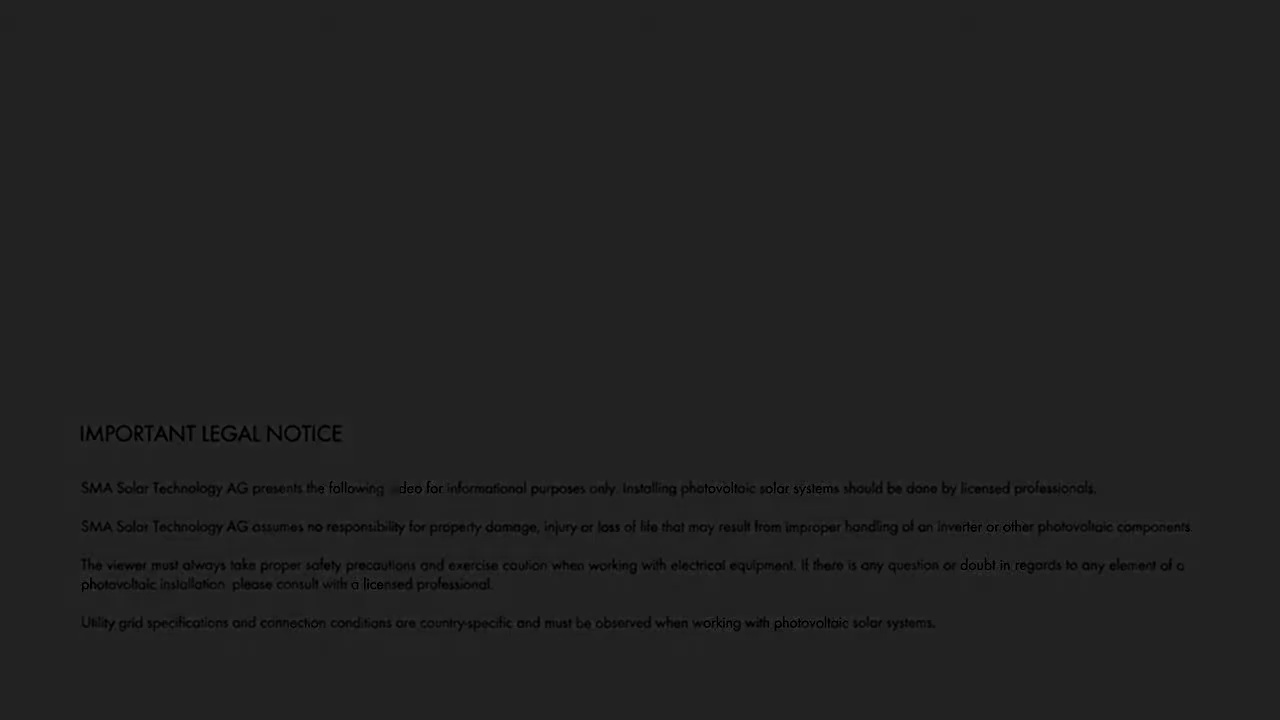 IMPORTANT LEGAL NOTICE
SMA Solar Technology AG presents the following video for informational purposes only. Installing photovoltaic solar systems should be done by licensed professionals.
SMA Solar Technology AG assumes no responsibility for property damage, injury or loss of life that may result from improper handling of an inverter or other photovoltaic components.
The viewer must always take proper safety precautions and exercise caution when working with electrical equipment. If there is any question or doubt in regards to any element of a
photovoltaic installation please consult with a licensed professional.
Utility grid specifications and connection conditions are country-specific and must be observed when working with photovoltaic solar systems.